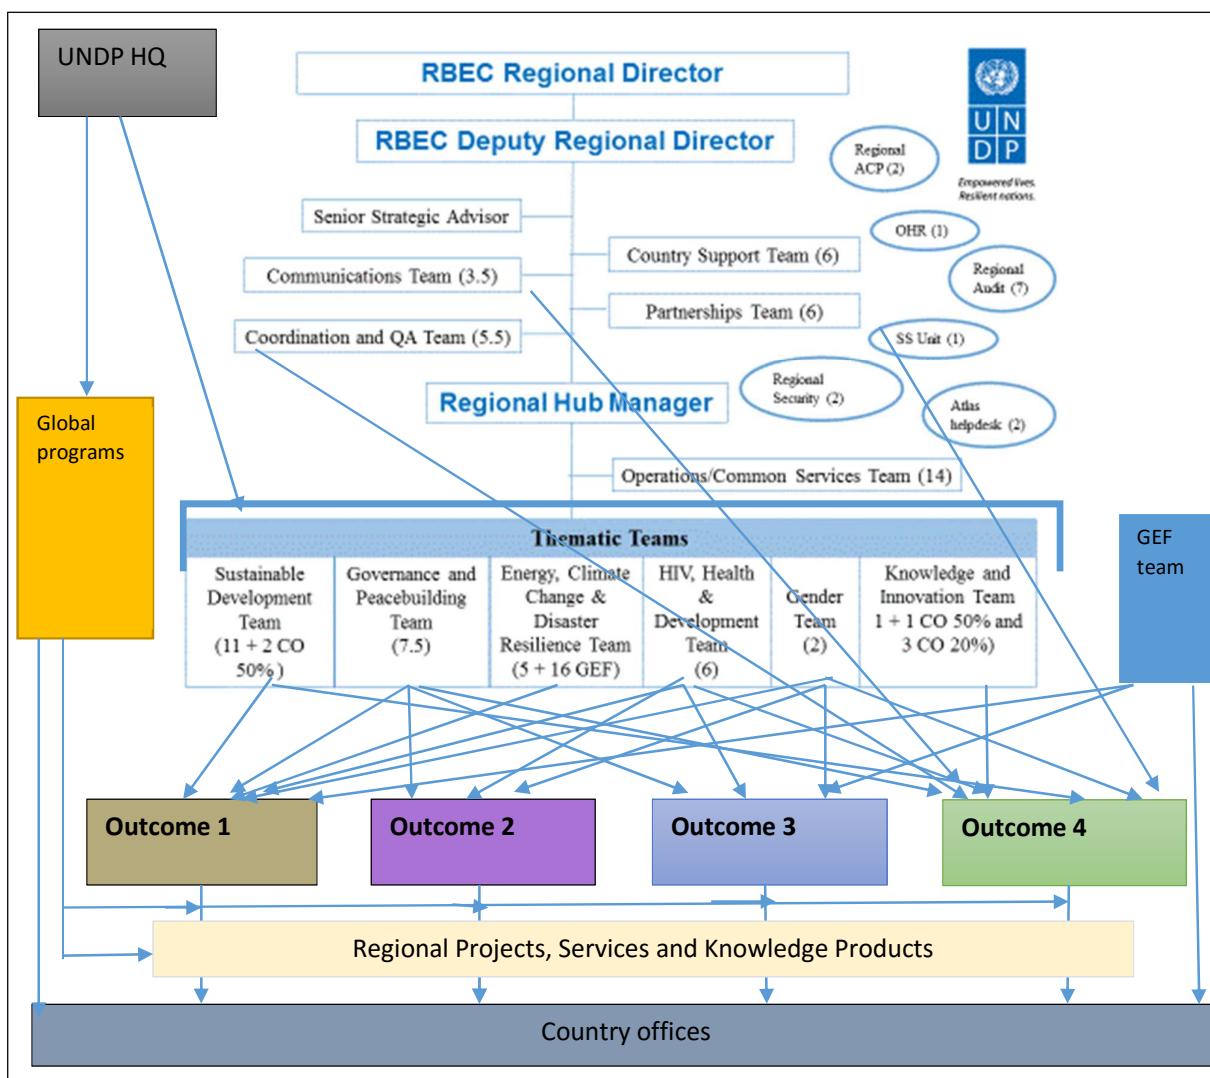 UNDP HQ
RBEC Regional Director
RBEC Deputy Regional Director
Regional
ACP (2)
U N
D P
Empowered lives.
Resilient nations.
Senior Strategic Advisor
OHR (1)
Country Support Team (6)
Communications Team (3.5)
Regional
Audit (7)
Partnerships Team (6)
Coordination and QA Team (5.5)
SS Unit (1)
Regional
Security (2)
Regional Hub Manager
Atlas
helpdesk (2)
Global
programs
Operations/Common Services Team (14)
Thematic Teams
GEF
team
Sustainable
Development
Team
(11 + 2 CO
50%)
Governance and
Peacebuilding
Team
(7.5)
Energy, Climate
Change &
Disaster
Resilience Team
(5 + 16 GEF)
HIV, Health
&
Development
Team
(6)
Gender
Team
(2)
Knowledge and
Innovation Team
1 + 1 CO 50% and
3 CO 20%)
Outcome 1
Outcome 2
Outcome 3
Outcome 4
Regional Projects, Services and Knowledge Products
Country offices